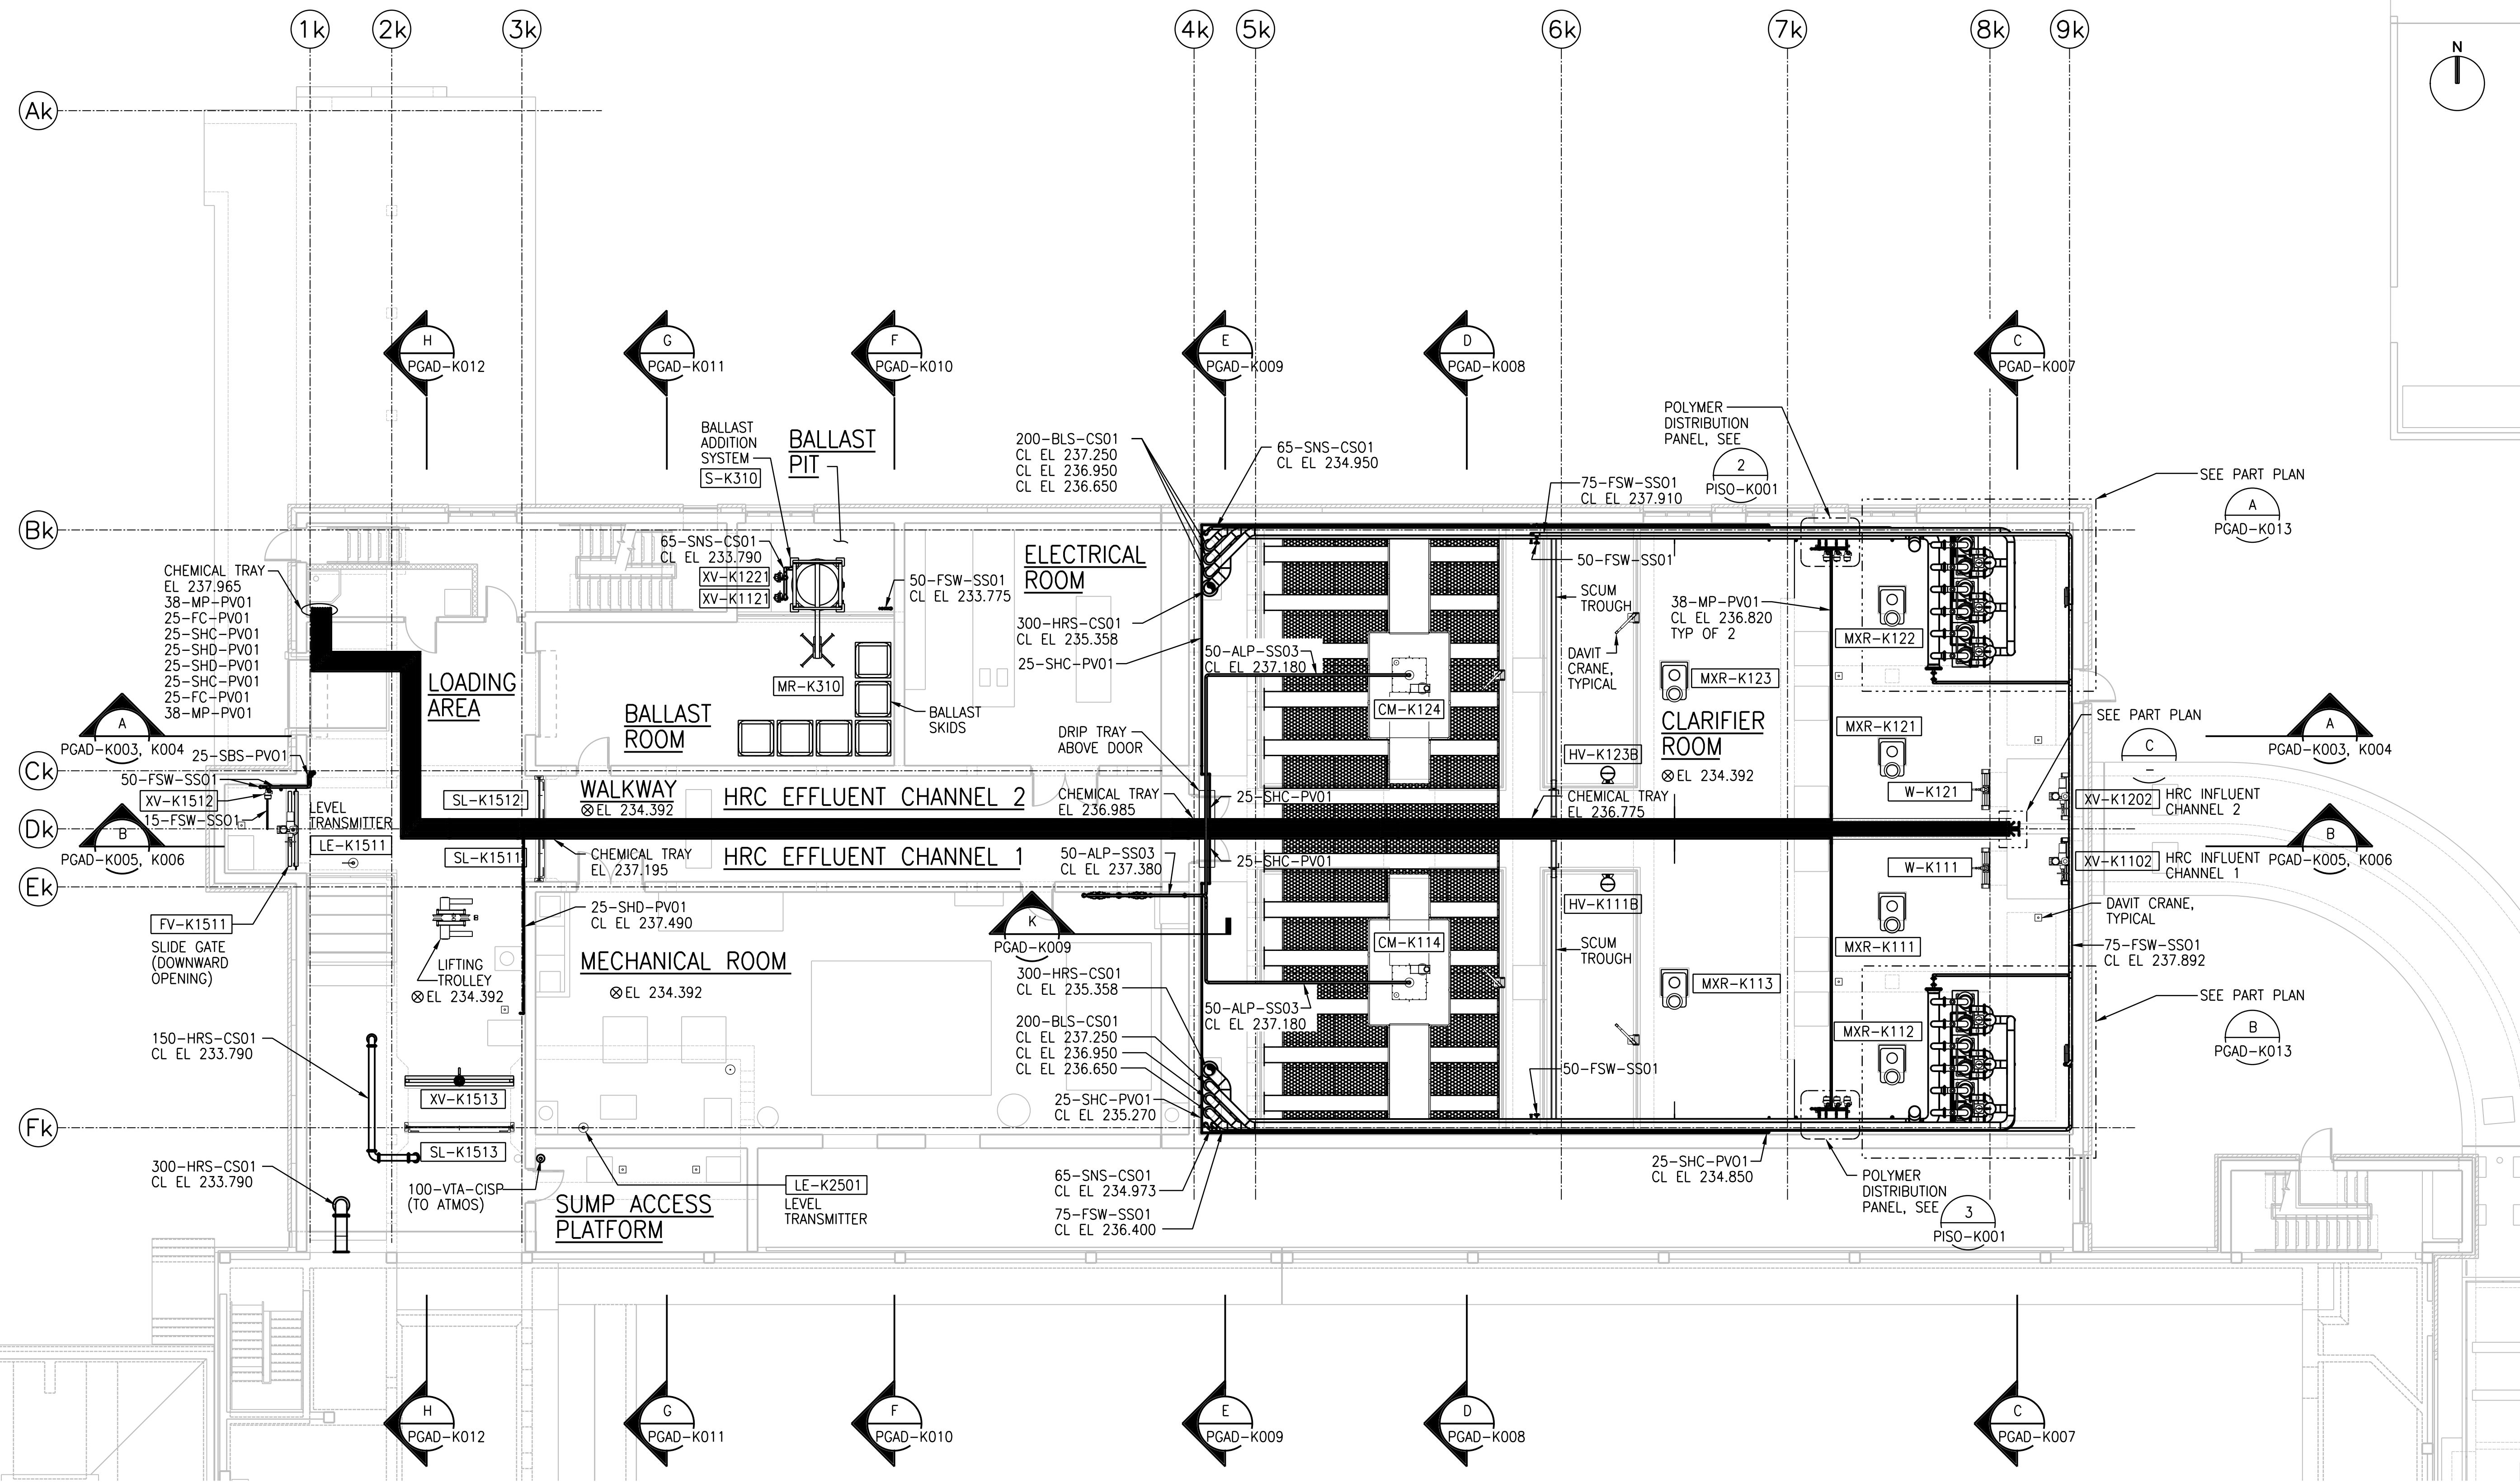 1k
2k
3k
4k
5k
6k
7k
8k
9k
N
Ak
H
PGAD-K012
G
PGAD-K011
F
PGAD-K010
E
PGAD-K009
D
PGAD-K008
C
PGAD-K007
BALLAST
ADDITION
SYSTEM
S-K310
BALLAST
PIT
200-BLS-CS01
CL EL 237.250
CL EL 236.950
CL EL 236.650
65-SNS-CS01
CL EL 234.950
75-FSW-SS01
CL EL 237.910
POLYMER
DISTRIBUTION
PANEL, SEE
2
PISO-K001
SEE PART PLAN
A
PGAD-K013
Bk
65-SNS-CS01
CL EL 233.790
XV-K1221
XV-K1121
50-FSW-SS01
CL EL 233.775
ELECTRICAL
ROOM
50-FSW-SS01
SCUM
TROUGH
CHEMICAL TRAY
EL 237.965
38-MP-PV01
25-FC-PV01
25-SHC-PV01
25-SHD-PV01
25-SHD-PV01
25-SHC-PV01
25-FC-PV01
38-MP-PV01
300-HRS-CS01
CL EL 235.358
25-SHC-PV01
50-ALP-SS03
CL EL 237.180
38-MP-PV01
CL EL 236.820
TYP OF 2
MXR-K122
DAVIT
CRANE,
TYPICAL
MXR-K123
LOADING
AREA
MR-K310
BALLAST
ROOM
BALLAST
SKIDS
CM-K124
CLARIFIER
ROOM
EL 234.392
MXR-K121
SEE PART PLAN
C
-
A
PGAD-K003, K004
A
PGAD-K003, K004
DRIP TRAY
ABOVE DOOR
HV-K123B
25-SBS-PV01
Ck
50-FSW-SS01
XV-K1512
15-FSW-SS01
LEVEL
TRANSMITTER
LE-K1511
SL-K1512
WALKWAY
EL 234.392
HRC EFFLUENT CHANNEL 2
CHEMICAL TRAY
EL 236.985
25-SHC-PV01
CHEMICAL TRAY
EL 236.775
W-K121
XV-K1202
HRC INFLUENT
CHANNEL 2
Dk
B
PGAD-K005, K006
B
PGAD-K005, K006
SL-K1511
CHEMICAL TRAY
EL 237.195
HRC EFFLUENT CHANNEL 1
50-ALP-SS03
CL EL 237.380
25-SHC-PV01
W-K111
XV-K1102
HRC INFLUENT
CHANNEL 1
Ek
HV-K111B
FV-K1511
SLIDE GATE
(DOWNWARD
OPENING)
25-SHD-PV01
CL EL 237.490
K
PGAD-K009
CM-K114
SCUM
TROUGH
MXR-K111
DAVIT CRANE,
TYPICAL
75-FSW-SS01
CL EL 237.892
LIFTING
TROLLEY
EL 234.392
MECHANICAL ROOM
EL 234.392
300-HRS-CS01
CL EL 235.358
50-ALP-SS03
CL EL 237.180
MXR-K113
SEE PART PLAN
B
PGAD-K013
150-HRS-CS01
CL EL 233.790
200-BLS-CS01
CL EL 237.250
CL EL 236.950
CL EL 236.650
MXR-K112
50-FSW-SS01
XV-K1513
25-SHC-PV01
CL EL 235.270
Fk
SL-K1513
300-HRS-CS01
CL EL 233.790
100-VTA-CISP
(TO ATMOS)
SUMP ACCESS
PLATFORM
LE-K2501
LEVEL
TRANSMITTER
65-SNS-CS01
CL EL 234.973
75-FSW-SS01
CL EL 236.400
25-SHC-PV01
CL EL 234.850
POLYMER
DISTRIBUTION
PANEL, SEE
3
PISO-K001
H
PGAD-K012
G
PGAD-K011
F
PGAD-K010
E
PGAD-K009
D
PGAD-K008
C
PGAD-K007